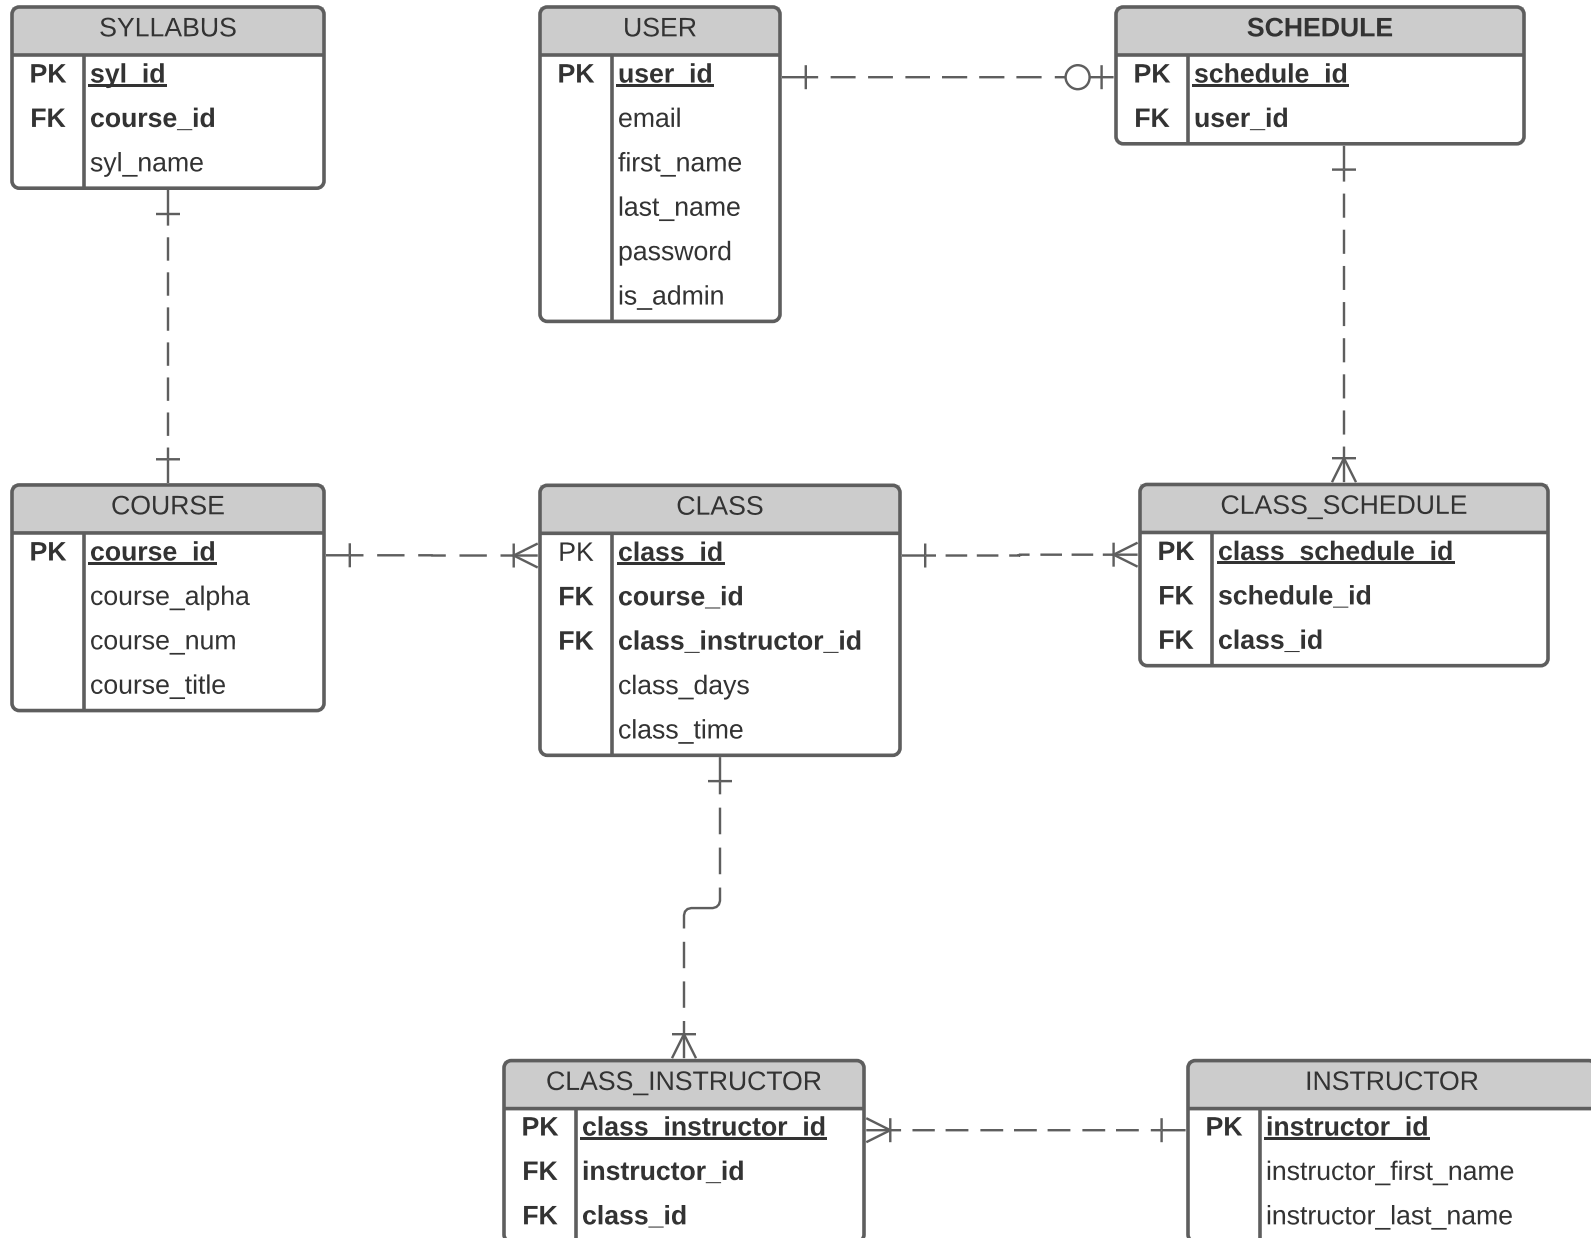 SYLLABUS
PK syl_id
FK course_id
syl_name
USER
PK user_id
email
first_name
last_name
password
is_admin
SCHEDULE
PK schedule_id
FK user_id
COURSE
PK course_id
course_alpha
course_num
course_title
CLASS
PK class_id
FK course_id
FK class_instructor_id
class_days
class_time
CLASS_SCHEDULE
PK class_schedule_id
FK schedule_id
FK class_id
CLASS_INSTRUCTOR
PK class_instructor_id
FK instructor_id
FK class_id
INSTRUCTOR
PK instructor_id
instructor_first_name
instructor_last_name